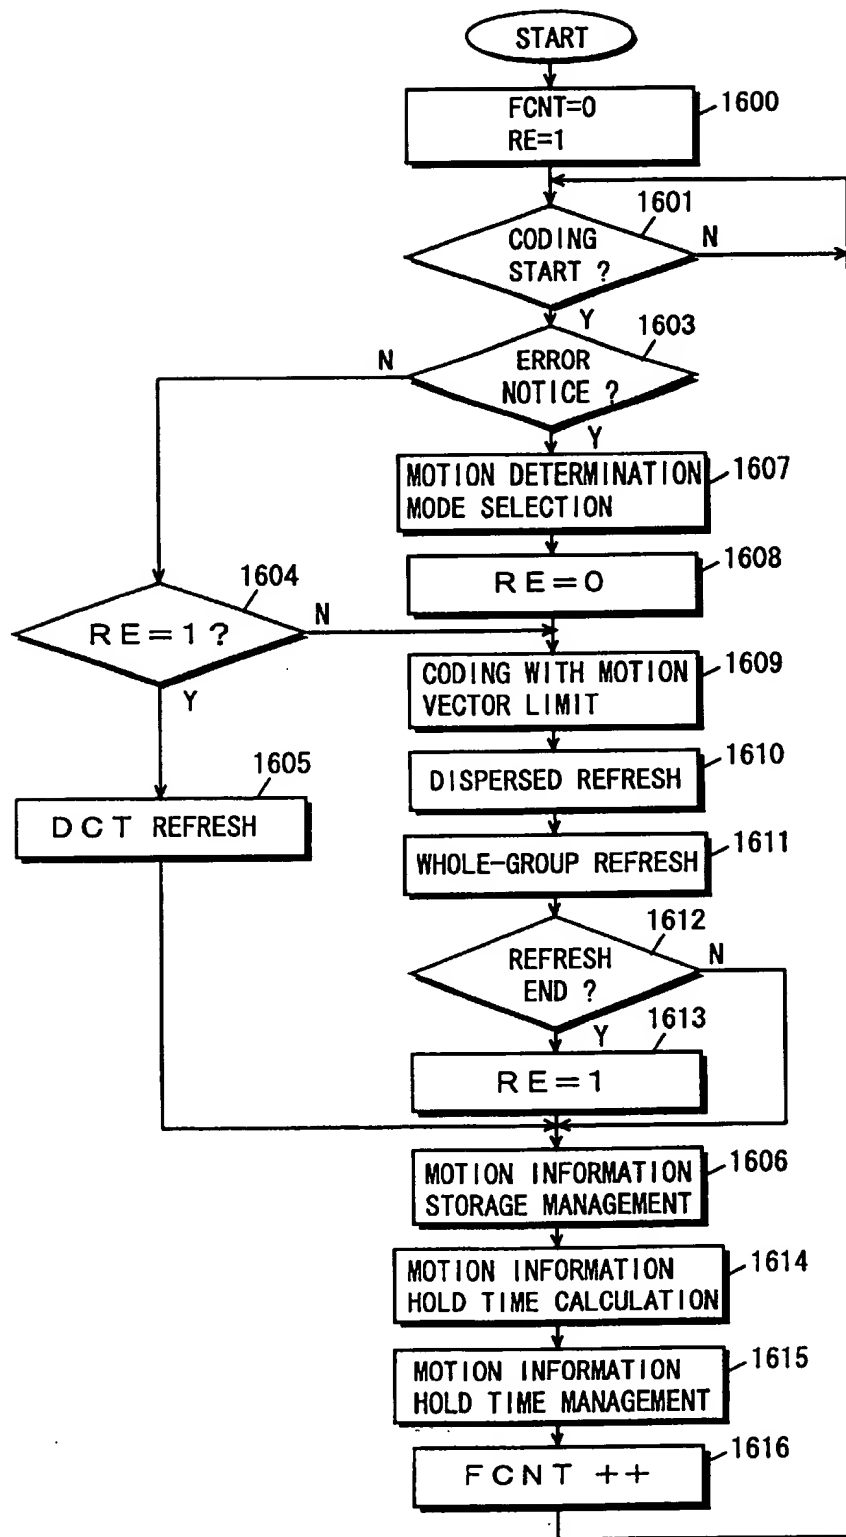 START
FCNT=0
RE=1
1600
1601
CODING
START ?
N
Y
1603
ERROR
NOTICE ?
N
Y
MOTION DETERMINATION
MODE SELECTION
1607
RE=0
1608
1604
RE=1?
N
Y
CODING WITH MOTION
VECTOR LIMIT
1609
DISPERSED REFRESH
1610
1605
DCT REFRESH
WHOLE-GROUP REFRESH
1611
1612
REFRESH
END ?
N
Y
1613
RE=1
MOTION INFORMATION
STORAGE MANAGEMENT
1606
MOTION INFORMATION
HOLD TIME CALCULATION
1614
MOTION INFORMATION
HOLD TIME MANAGEMENT
1615
FCNT ++
1616